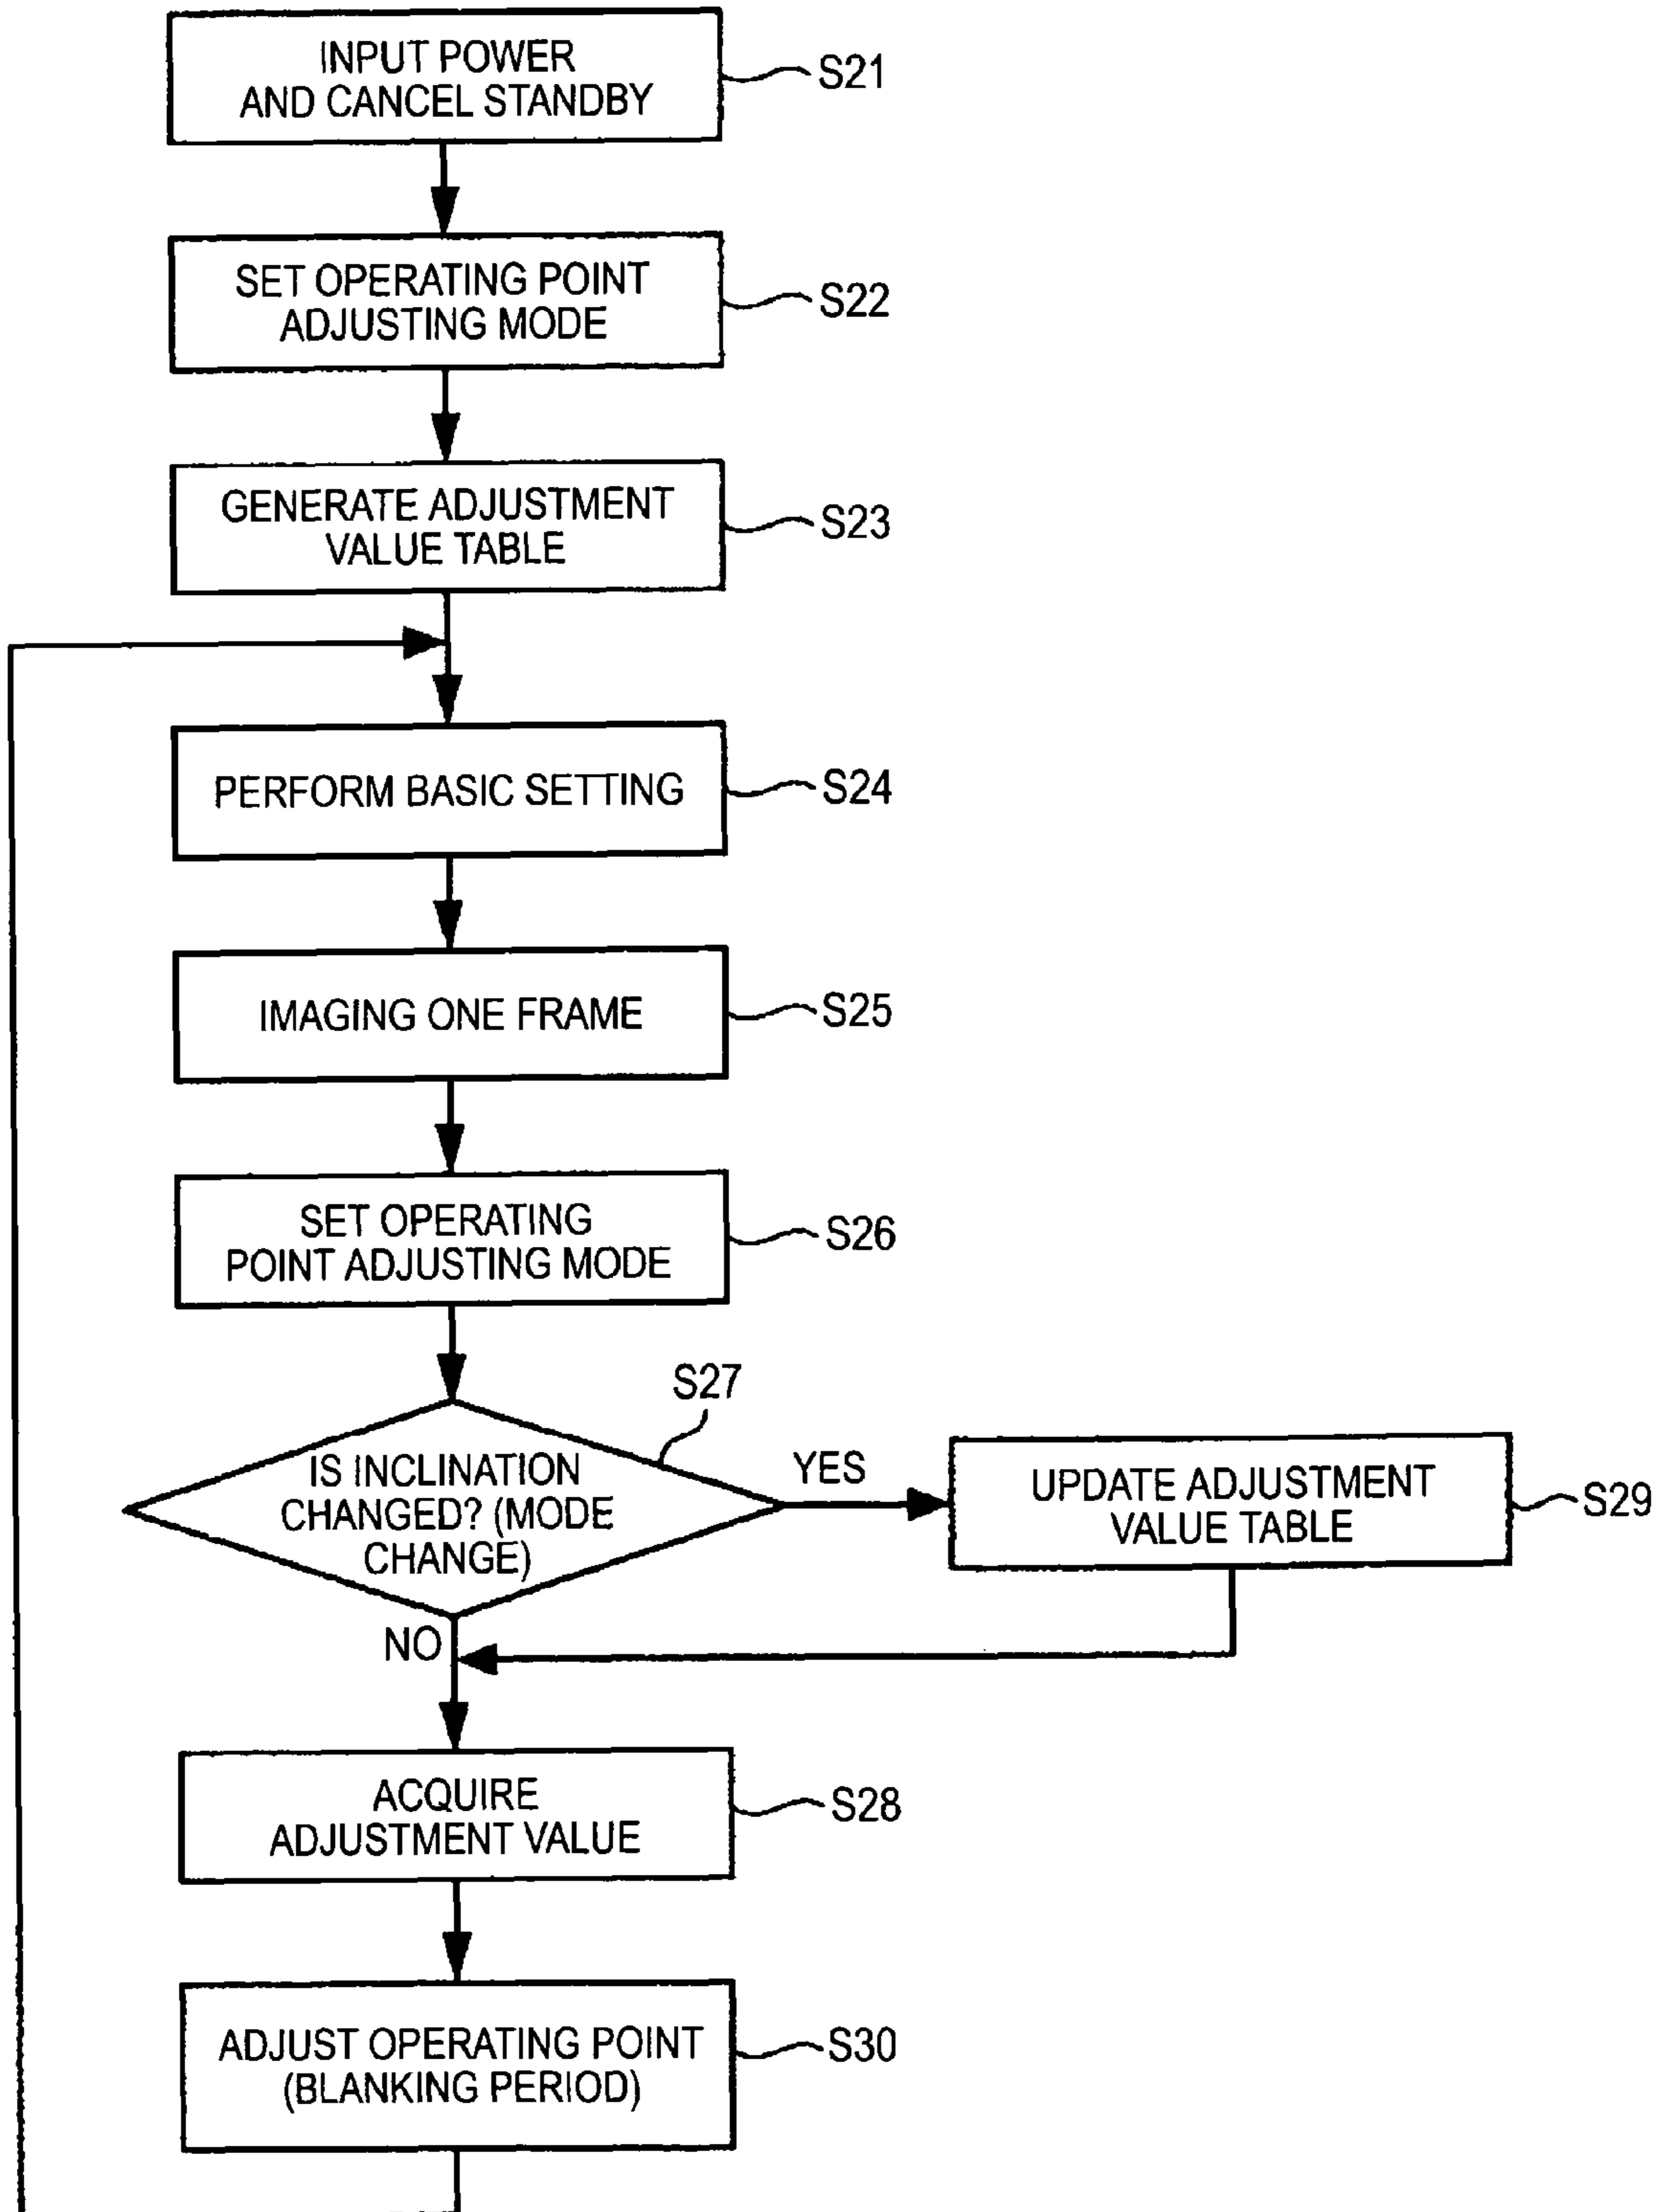 INPUT POWER
AND CANCEL STANDBY
S21
SET OPERATING POINT
ADJUSTING MODE
S22
GENERATE ADJUSTMENT
VALUE TABLE
S23
PERFORM BASIC SETTING
S24
IMAGING ONE FRAME
S25
SET OPERATING
POINT ADJUSTING MODE
S26
S27
IS INCLINATION
CHANGED? (MODE
CHANGE)
YES
UPDATE ADJUSTMENT
VALUE TABLE
S29
NO
ACQUIRE
ADJUSTMENT VALUE
S28
ADJUST OPERATING POINT
(BLANKING PERIOD)
S30